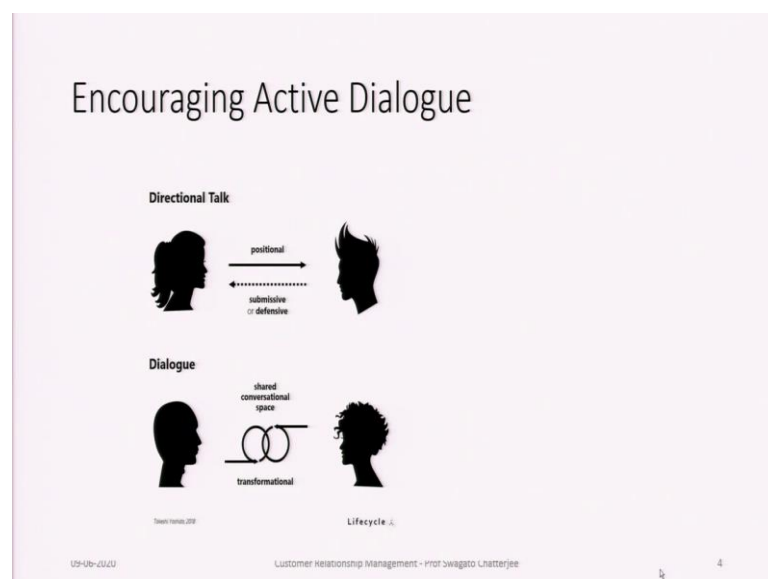 Encouraging Active Dialogue
Directional Talk
positional
submissive
or defensive
Dialogue
shared
conversational
space
transformational
2018
Lifecycle
09-06-2020
Customer Relationship Management - Prof Swagato Chatterjee
4